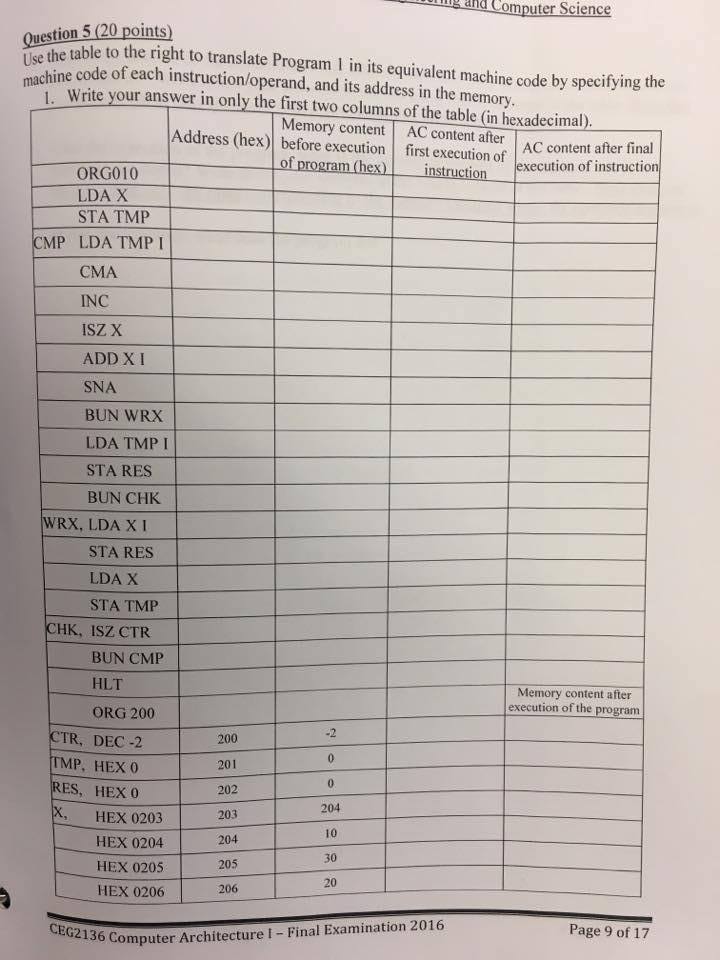 and Computer Science
Question 5 (20 points)
Use the table to the right to translate Program 1 in its equivalent machine code by specifying the
machine code of each instruction/operand, and its address in the memory.
1. Write your answer in only the first two columns of the table (in hexadecimal).
Address (hex) Memory content before execution of program (hex) AC content after first execution of instruction AC content after final execution of instruction
ORG010
LDA X
STA TMP
CMP LDA TMP I
CMA
INC
ISZ X
ADD X I
SNA
BUN WRX
LDA TMP I
STA RES
BUN CHK
WRX, LDA X I
STA RES
LDA X
STA TMP
CHK, ISZ CTR
BUN CMP
HLT
ORG 200 Memory content after execution of the program
CTR, DEC -2 200 -2
TMP, HEX 0 201 0
RES, HEX 0 202 0
X, HEX 0203 203 204
HEX 0204 204 10
HEX 0205 205 30
HEX 0206 206 20
CEG2136 Computer Architecture I – Final Examination 2016 Page 9 of 17